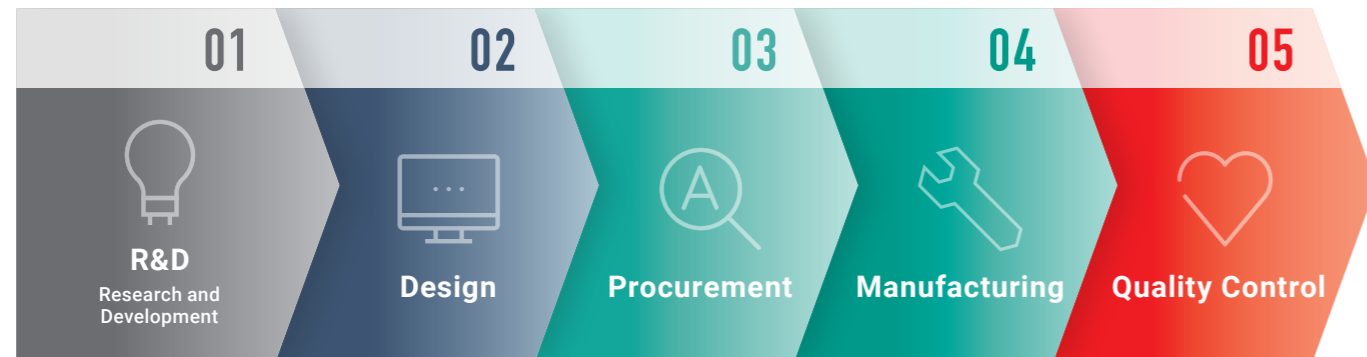 01
R&D
Research and
Development
02
Design
03
A
Procurement
04
Manufacturing
05
Quality Control